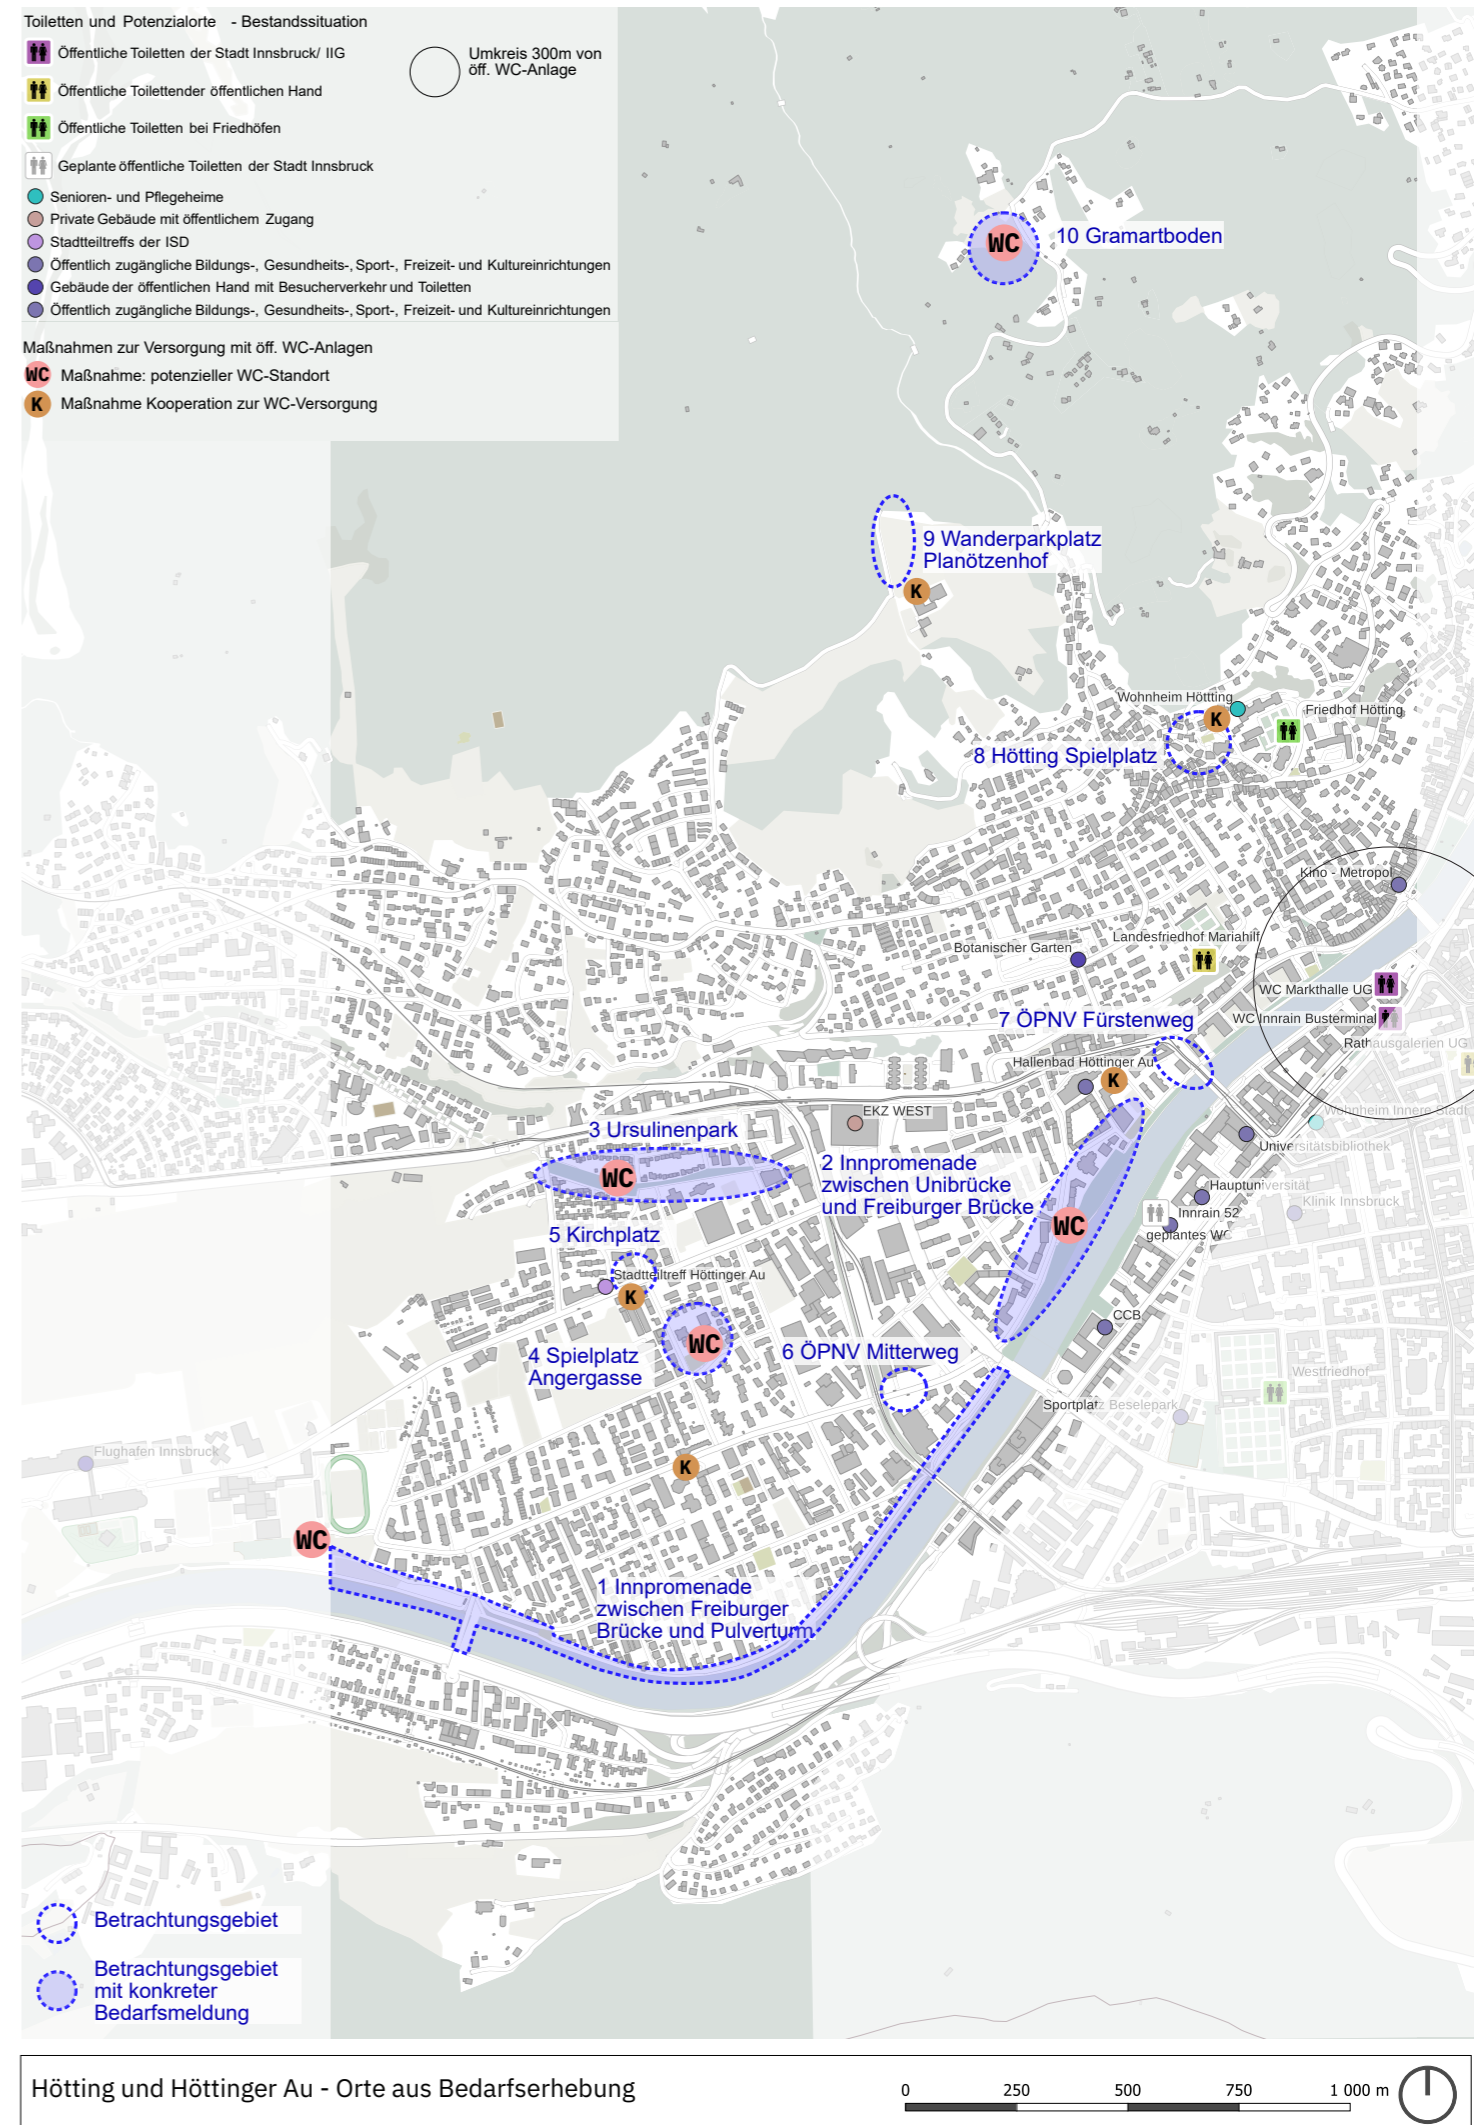 Toiletten und Potenzialorte - Bestandssituation
Öffentliche Toiletten der Stadt Innsbruck/ IIG
Umkreis 300m von
öff. WC-Anlage
Öffentliche Toilettender öffentlichen Hand
Öffentliche Toiletten bei Friedhöfen
Geplante öffentliche Toiletten der Stadt Innsbruck
Senioren- und Pflegeheime
Private Gebäude mit öffentlichem Zugang
Stadtteiltreffs der ISD
Öffentlich zugängliche Bildungs-, Gesundheits-, Sport-, Freizeit- und Kultureinrichtungen
Gebäude der öffentlichen Hand mit Besucherverkehr und Toiletten
Öffentlich zugängliche Bildungs-, Gesundheits-, Sport-, Freizeit- und Kultureinrichtungen
Maßnahmen zur Versorgung mit öff. WC-Anlagen
WC Maßnahme: potenzieller WC-Standort
K Maßnahme Kooperation zur WC-Versorgung
WC
10 Gramartboden
9 Wanderparkplatz
Planötzenhof
K
Wohnheim Höttting
K
Friedhof Hötting
8 Hötting Spielplatz
Kino - Metropol
Landesfriedhof Mariahilf
Botanischer Garten
WC Markthalle UG
WC Innrain Busterminal
7 ÖPNV Fürstenweg
Rathausgalerien UG
Hallenbad Höttinger Au
K
EKZ WEST
Wohnheim Innere Stadt
3 Ursulinenpark
Universitätsbibliothek
2 Innpromenade
zwischen Unibrücke
und Freiburger Brücke
WC
Hauptuniversität
Klinik Innsbruck
Innrain 52
WC
geplantes WC
5 Kirchplatz
Stadtteiltreff Höttinger Au
K
CCB
WC
4 Spielplatz
Angergasse
6 ÖPNV Mitterweg
Westfriedhof
Sportplatz Beselepark
Flughafen Innsbruck
K
WC
1 Innpromenade
zwischen Freiburger
Brücke und Pulverturm
Betrachtungsgebiet
Betrachtungsgebiet
mit konkreter
Bedarfsmeldung
Hötting und Höttinger Au - Orte aus Bedarfserhebung
0 250 500 750 1 000 m